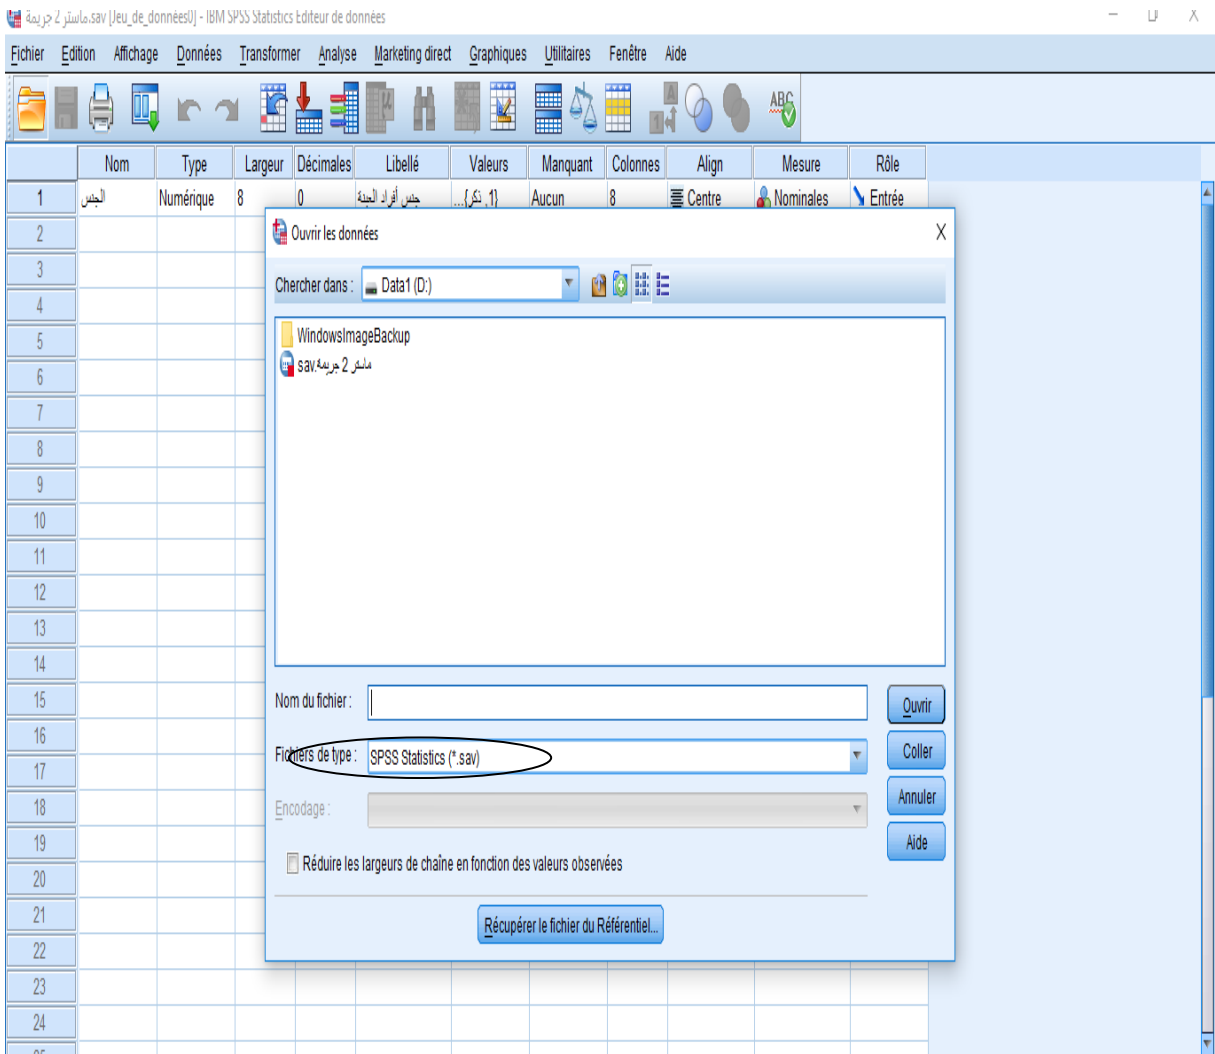 ماستر 2 جريمة.sav [Jeu_de_données0] - IBM SPSS Statistics Editeur de données
Fichier Edition Affichage Données Transformer Analyse Marketing direct Graphiques Utilitaires Fenêtre Aide
Nom Type Largeur Décimales Libellé Valeurs Manquant Colonnes Align Mesure Rôle
1 الجنس Numérique 8 0 جنس أفراد العينة {1, ذكر}... Aucun 8 Centre Nominales Entrée
2
Ouvrir les données
3
Chercher dans : Data1 (D:)
4
5
WindowsImageBackup
6
ماستر 2 جريمة.sav
7
8
9
10
11
12
13
14
15
Nom du fichier : Ouvrir
16
Fichiers de type : SPSS Statistics (*.sav) Coller
17
18
Encodage : Annuler
19
Aide
Réduire les largeurs de chaîne en fonction des valeurs observées
20
21
Récupérer le fichier du Référentiel...
22
23
24
25